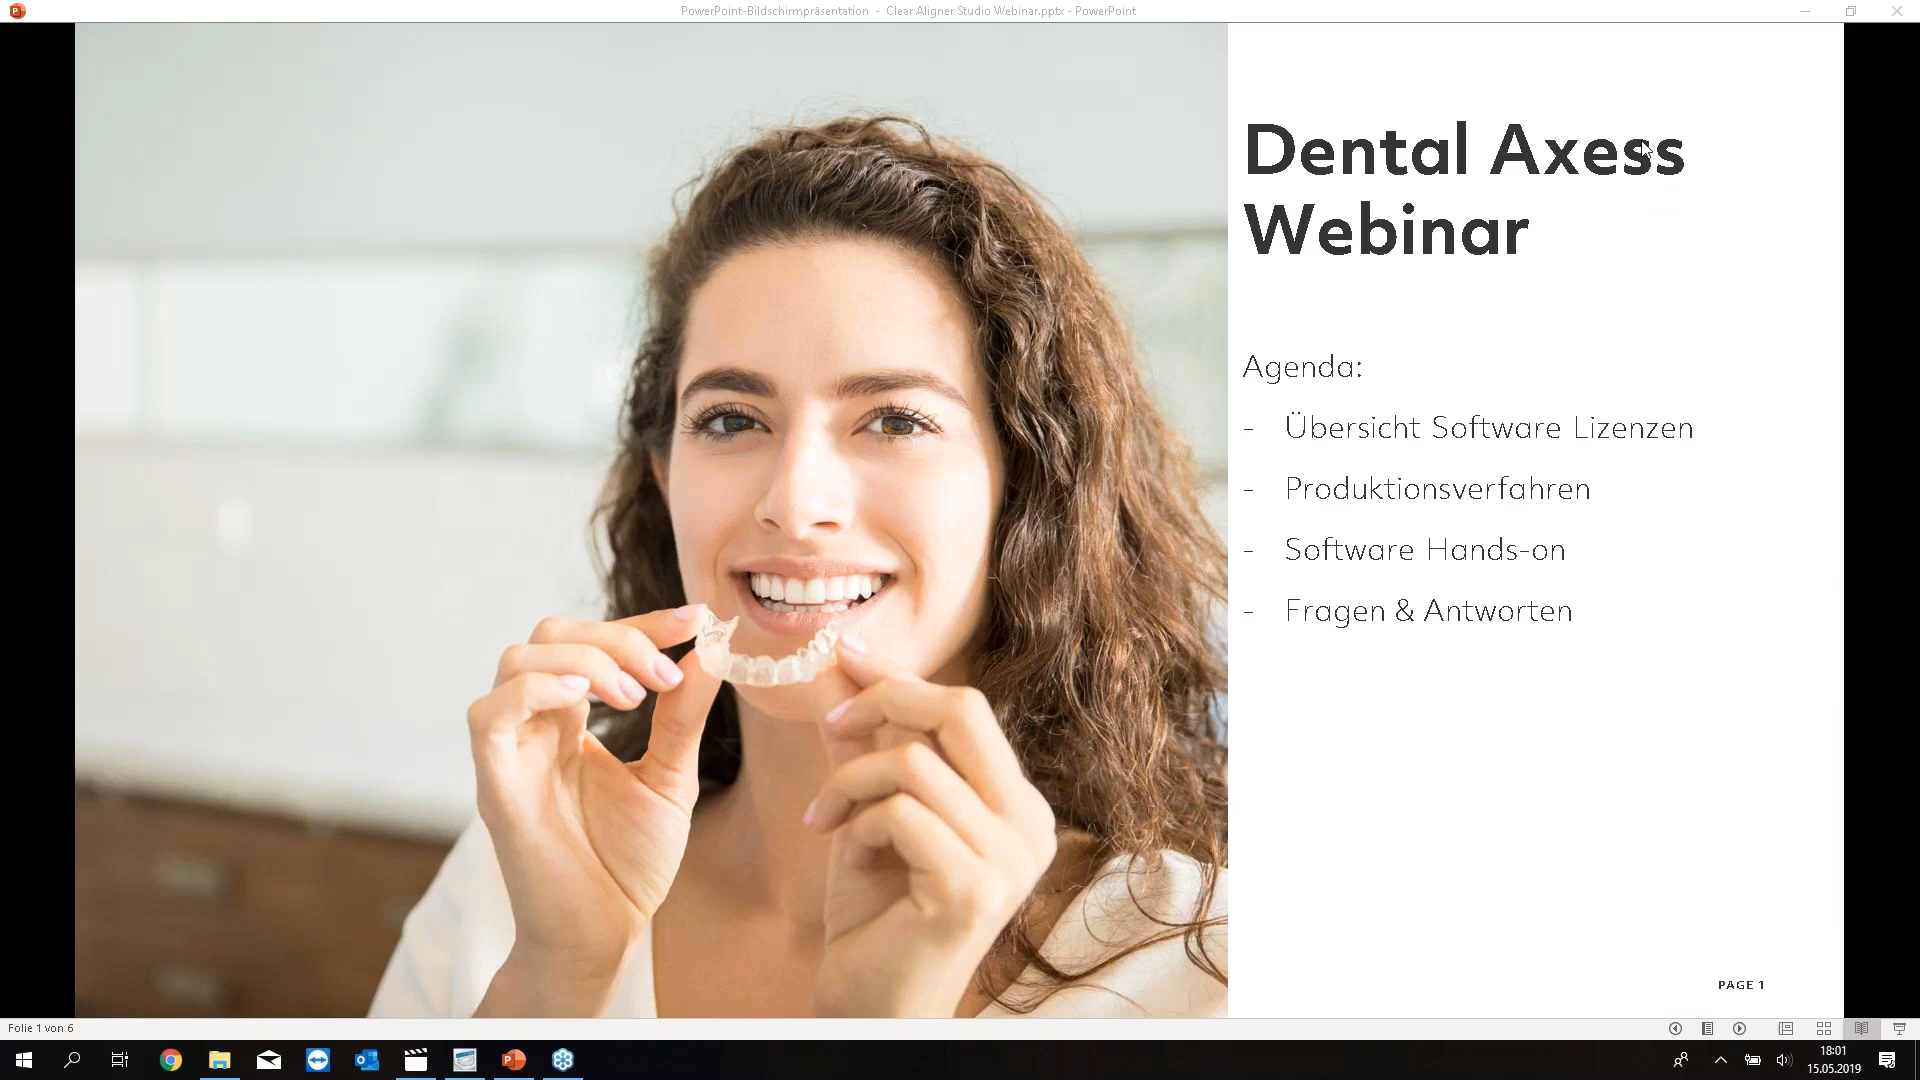 PowerPoint-Bildschirmpräsentation - Clear Aligner Studio Webinar.pptx - PowerPoint
Dental Axess
Webinar
Agenda:
- Übersicht Software Lizenzen
- Produktionsverfahren
- Software Hands-on
- Fragen & Antworten
PAGE 1
Folie 1 von 6
18:01
15.05.2019